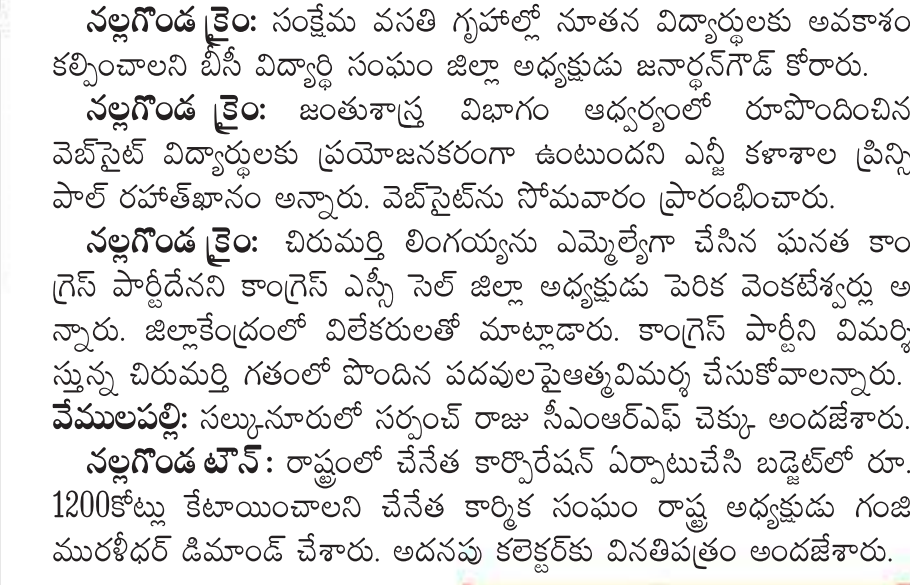 నల్లగొండ క్రైం: సంక్షేమ వసతి గృహాల్లో నూతన విద్యార్థులకు అవకాశం
కల్పించాలని బీసీ విద్యార్థి సంఘం జిల్లా అధ్యక్షుడు జనార్ధన్‌గౌడ్ కోరారు.
నల్లగొండ క్రైం: జంతుశాస్త్ర విభాగం ఆధ్వర్యంలో రూపొందించిన
వెబ్‌సైట్ విద్యార్థులకు ప్రయోజనకరంగా ఉంటుందని ఎన్జీ కళాశాల ప్రిన్సి
పాల్ రహాత్‌ఖానం అన్నారు. వెబ్‌సైట్‌ను సోమవారం ప్రారంభించారు.
నల్లగొండ క్రైం: చిరుమర్తి లింగయ్యను ఎమ్మెల్యేగా చేసిన ఘనత కాం
గ్రెస్ పార్టీదేనని కాంగ్రెస్ ఎస్సీ సెల్ జిల్లా అధ్యక్షుడు పెరిక వెంకటేశ్వర్లు అ
న్నారు. జిల్లాకేంద్రంలో విలేకరులతో మాట్లాడారు. కాంగ్రెస్ పార్టీని విమర్శి
స్తున్న చిరుమర్తి గతంలో పొందిన పదవులపైఆత్మవిమర్శ చేసుకోవాలన్నారు.
వేములపల్లి: సల్కునూరులో సర్పంచ్ రాజు సీఎంఆర్‌ఎఫ్ చెక్కు అందజేశారు.
నల్లగొండ టౌన్: రాష్ట్రంలో చేనేత కార్పొరేషన్ ఏర్పాటుచేసి బడ్జెట్‌లో రూ.
1200కోట్లు కేటాయించాలని చేనేత కార్మిక సంఘం రాష్ట్ర అధ్యక్షుడు గంజి
మురళీధర్ డిమాండ్ చేశారు. అదనపు కలెక్టర్‌కు వినతిపత్రం అందజేశారు.